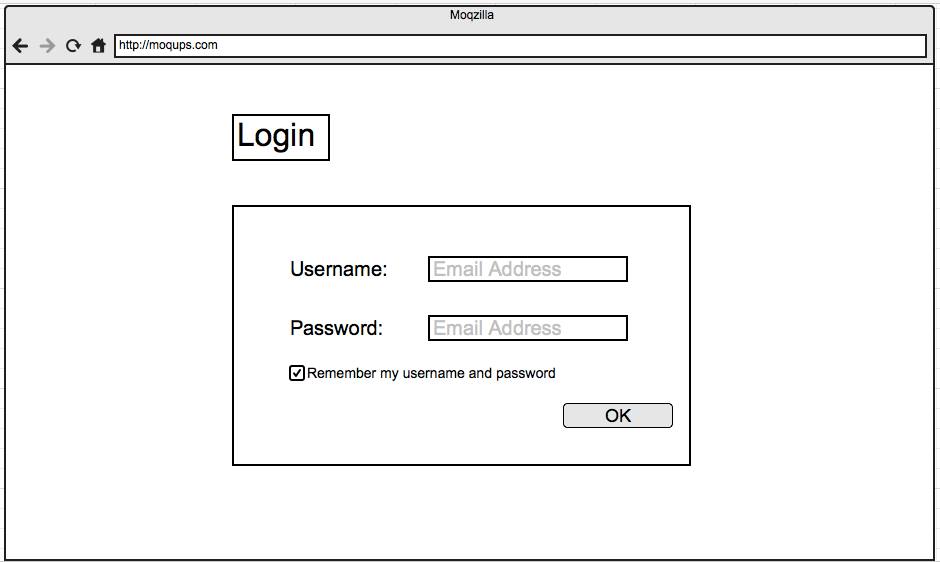 Moqzilla
http://moqups.com
Login
Username: Email Address
Password: Email Address
Remember my username and password
OK